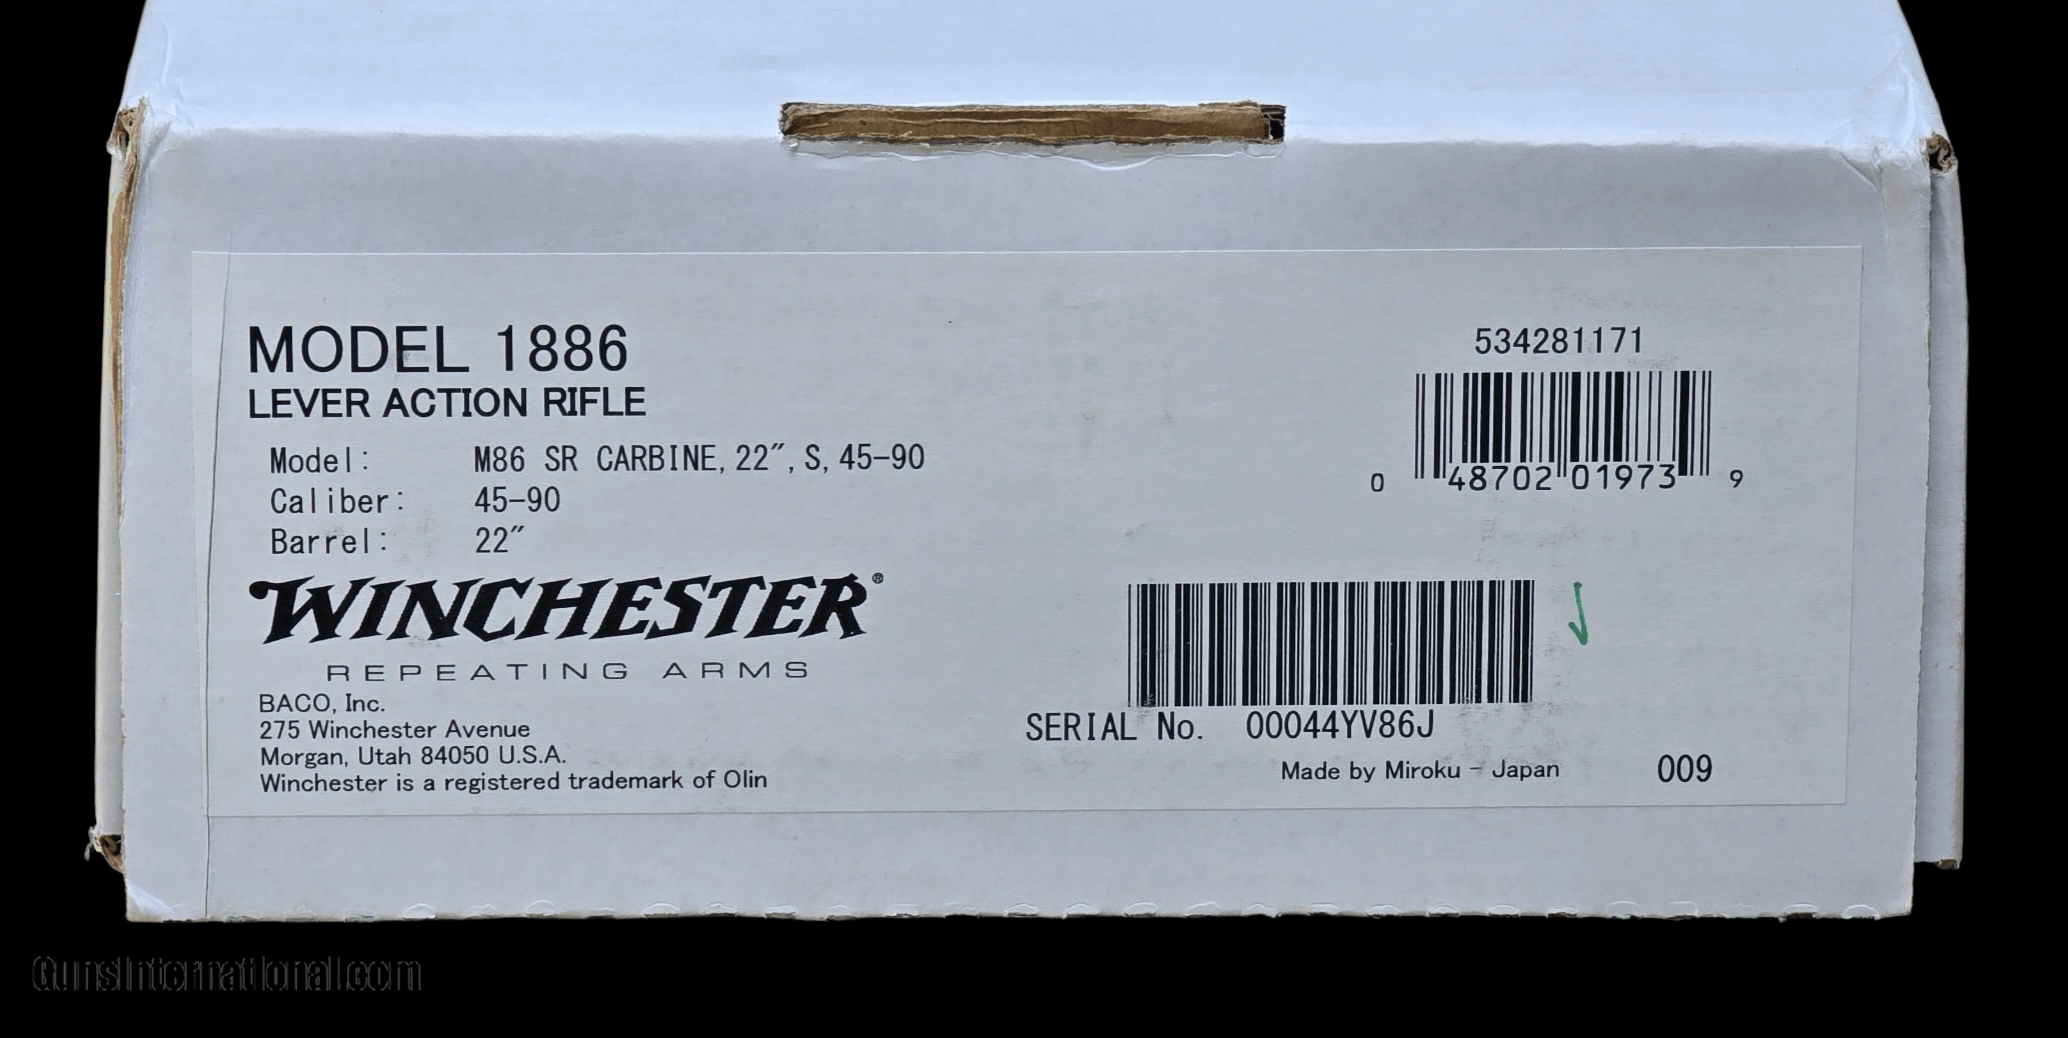 MODEL 1886
LEVER ACTION RIFLE
Model: M86 SR CARBINE, 22", S, 45-90
Caliber: 45-90
Barrel: 22"
WINCHESTER®
REPEATING ARMS
BACO, Inc.
275 Winchester Avenue
Morgan, Utah 84050 U.S.A.
Winchester is a registered trademark of Olin
534281171
0 48702 01973 9
SERIAL No. 00044YV86J
Made by Miroku - Japan 009
GunsInternational.com